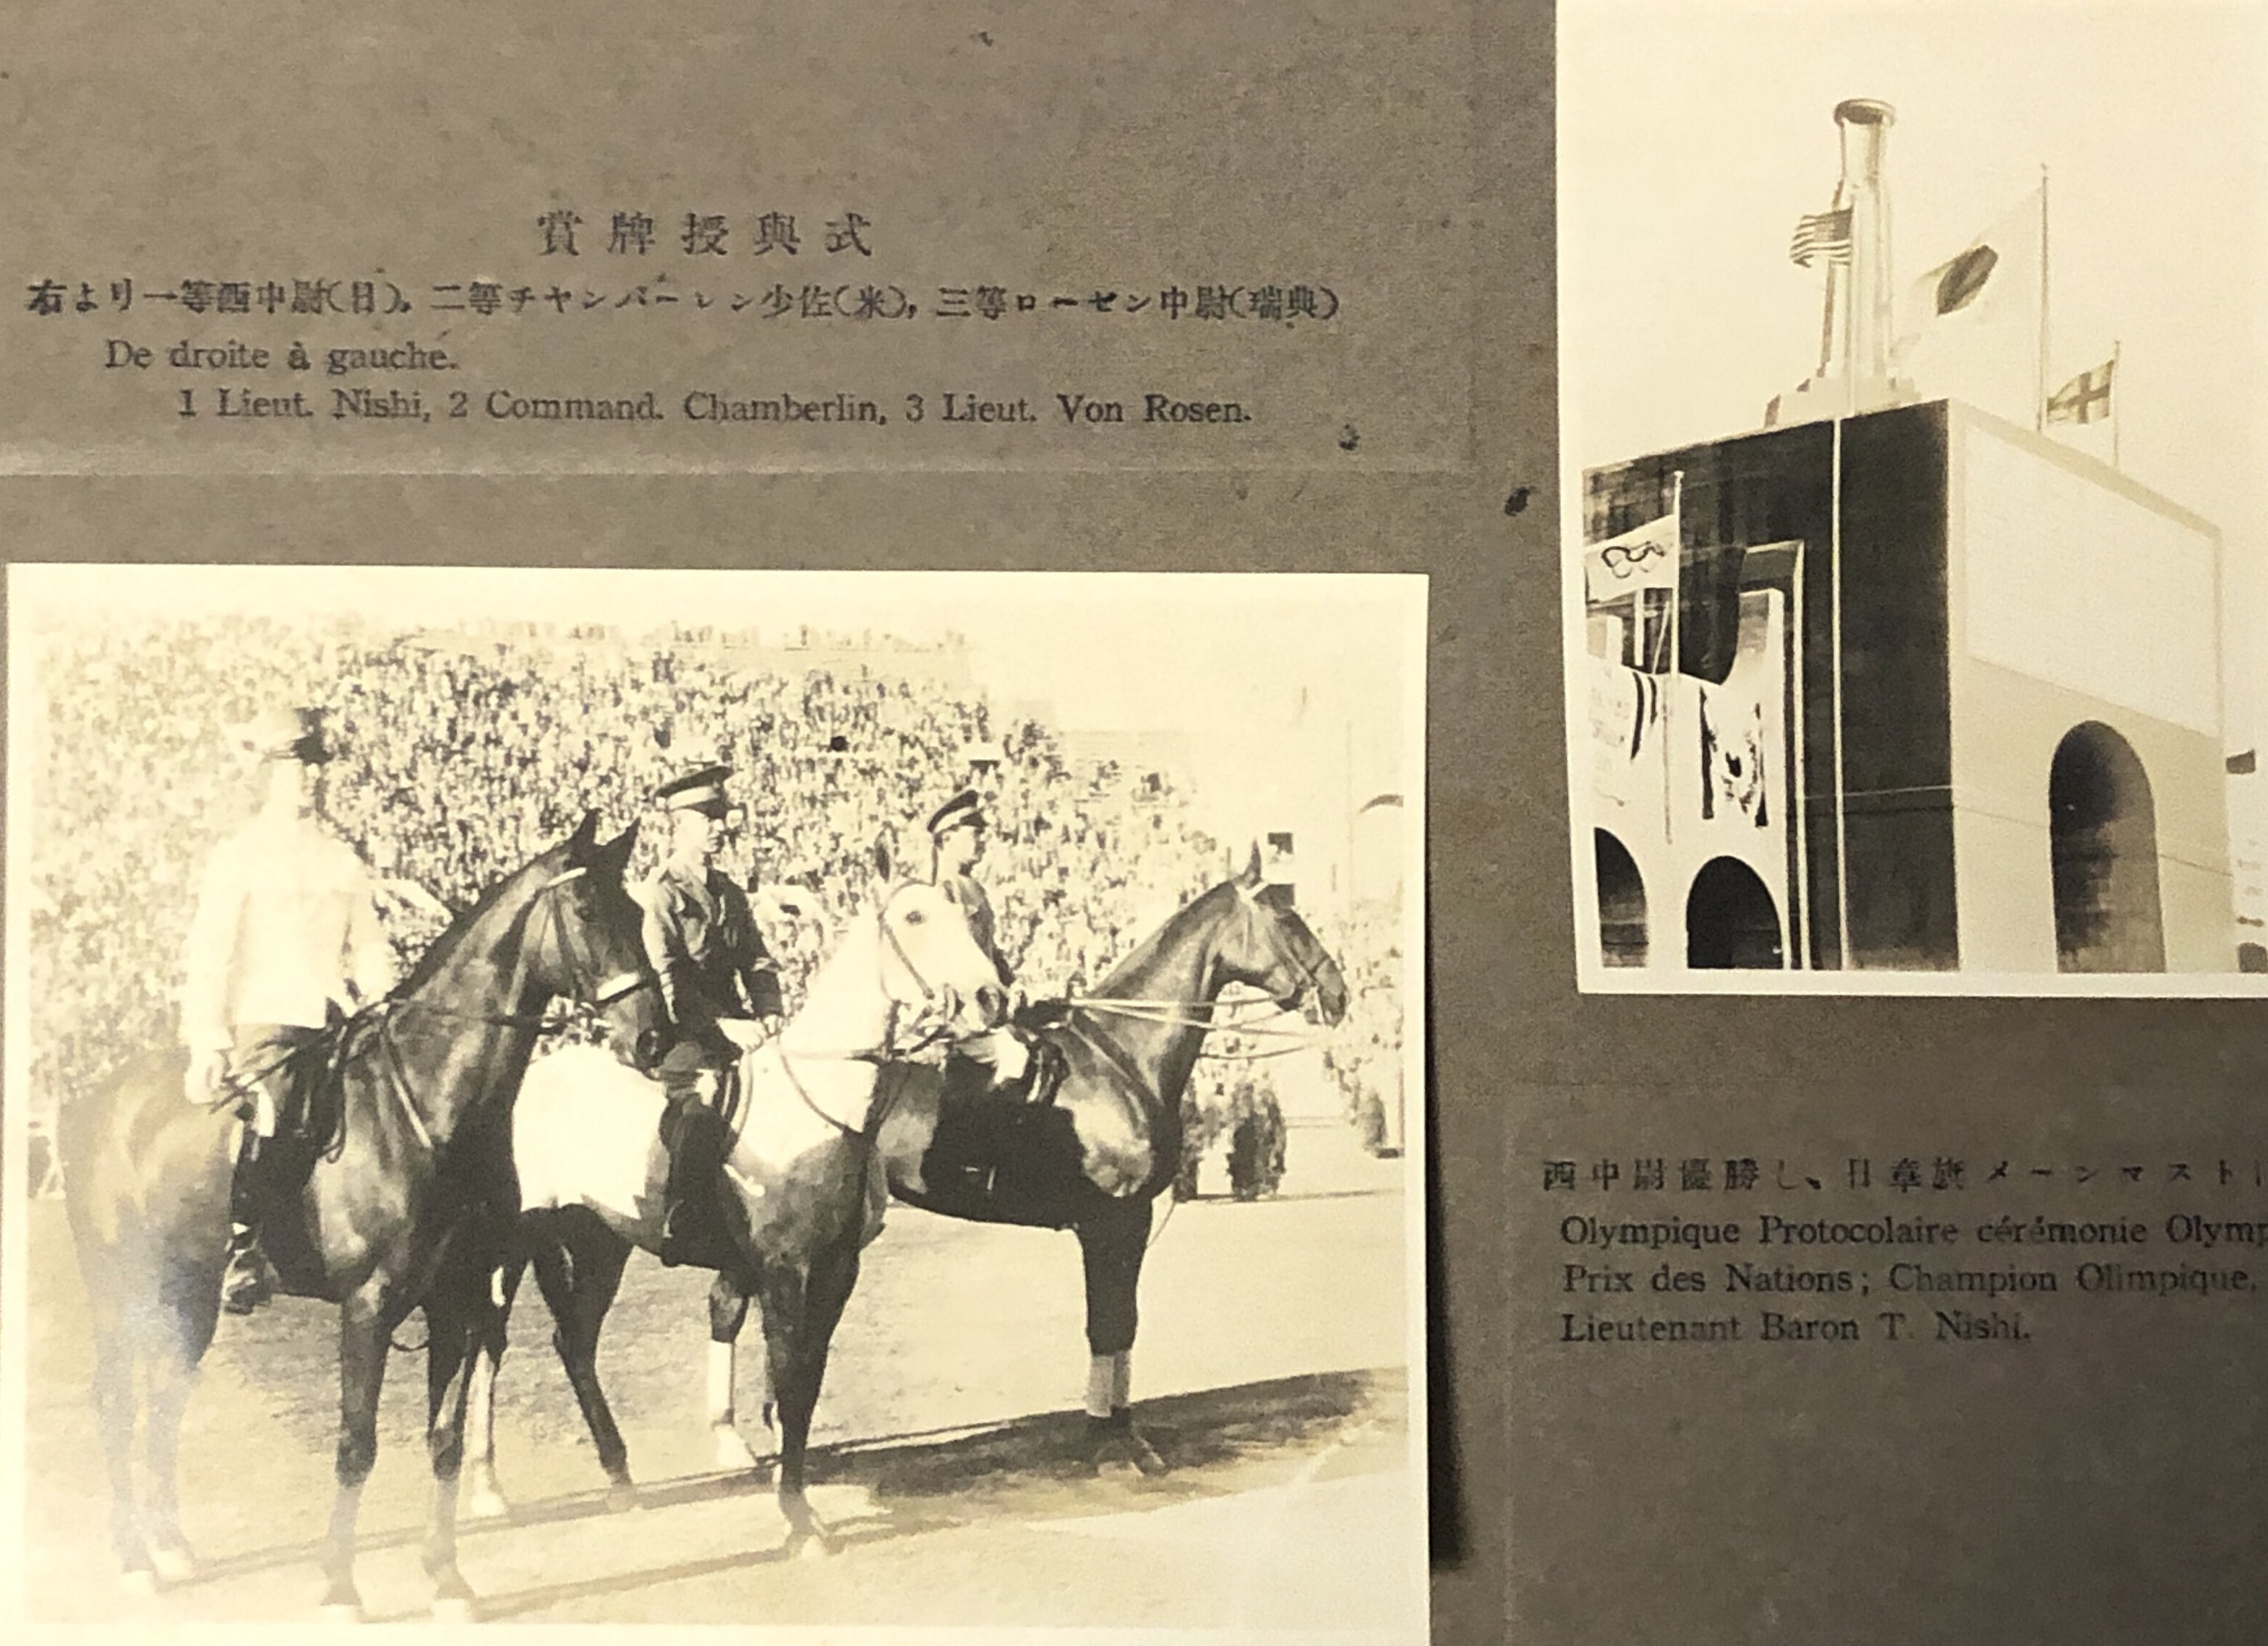 賞牌授與式
右より一等西中尉(日)，二等チヤンバーレン少佐(米)，三等ローゼン中尉(瑞典)
De droite à gauche.
1 Lieut. Nishi, 2 Command. Chamberlin, 3 Lieut. Von Rosen.
西中尉優勝し、日章旗メーンマスト
Olympique Protocolaire cérémonie Olymp
Prix des Nations; Champion Olimpique,
Lieutenant Baron T. Nishi.